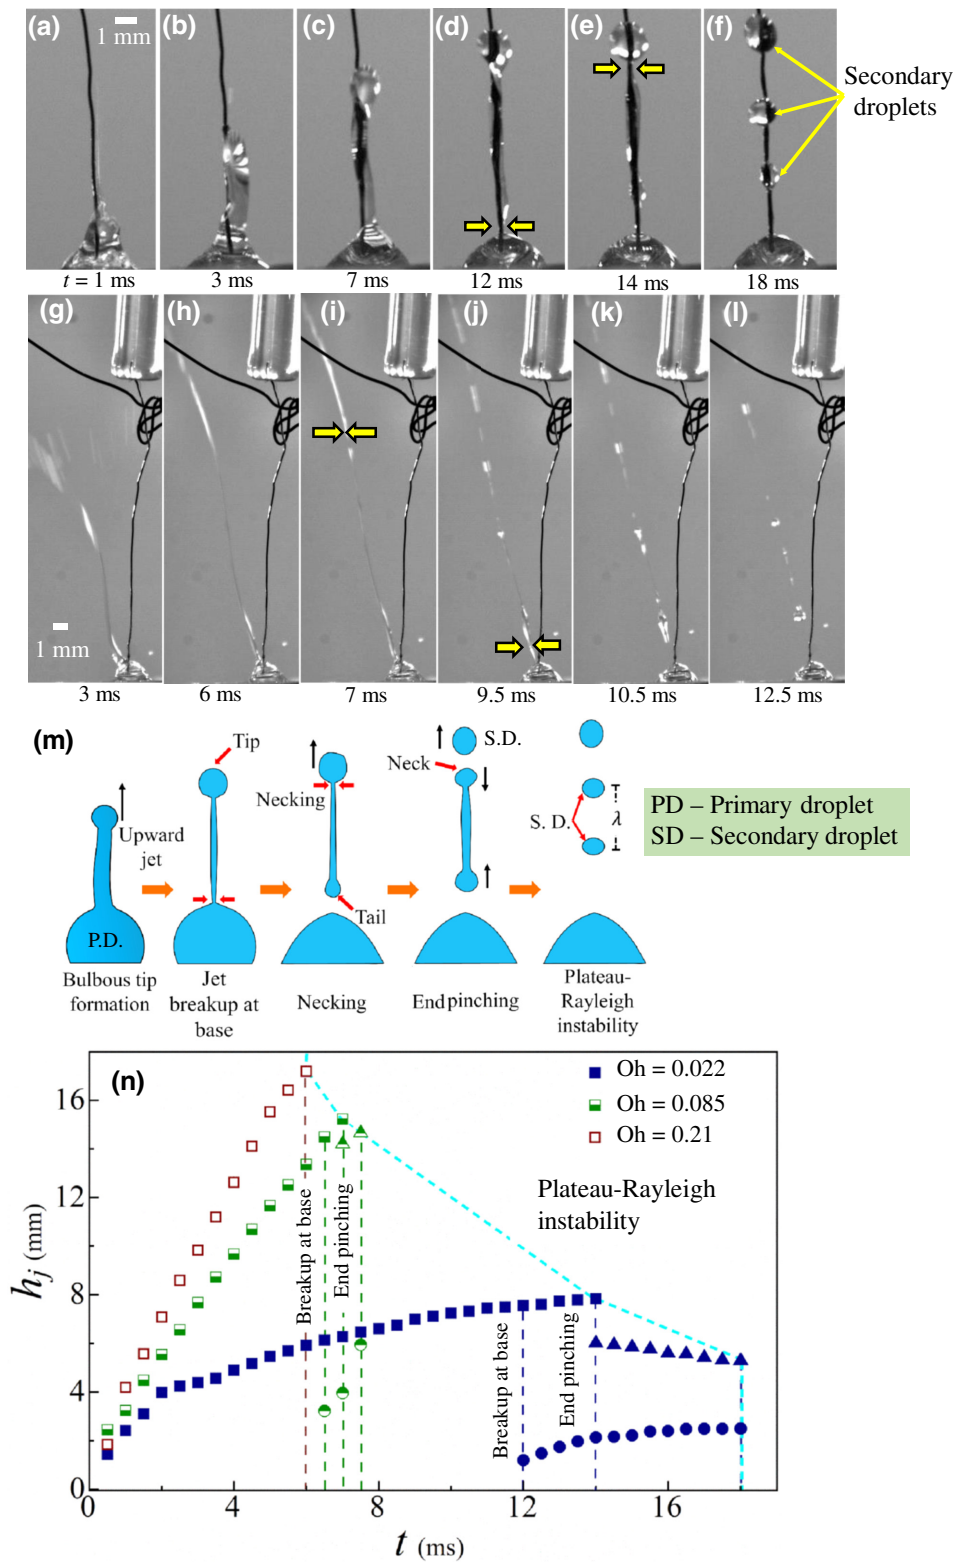 (a) (b) (c) (d) (e) (f)
1 mm
Secondary
droplets
t = 1 ms 3 ms 7 ms 12 ms 14 ms 18 ms
(g) (h) (i) (j) (k) (l)
1 mm
3 ms 6 ms 7 ms 9.5 ms 10.5 ms 12.5 ms
(m)
Tip
Upward
jet
P.D.
Necking
Tail
S.D.
Neck
S. D.
λ
PD – Primary droplet
SD – Secondary droplet
Bulbous tip
formation
Jet
breakup at
base
Necking
End pinching
Plateau-
Rayleigh
instability
(n)
Oh = 0.022
Oh = 0.085
Oh = 0.21
Plateau-Rayleigh
instability
Breakup at base
End pinching
Breakup at base
End pinching
16
12
8
4
0
hj (mm)
0 4 8 12 16
t (ms)